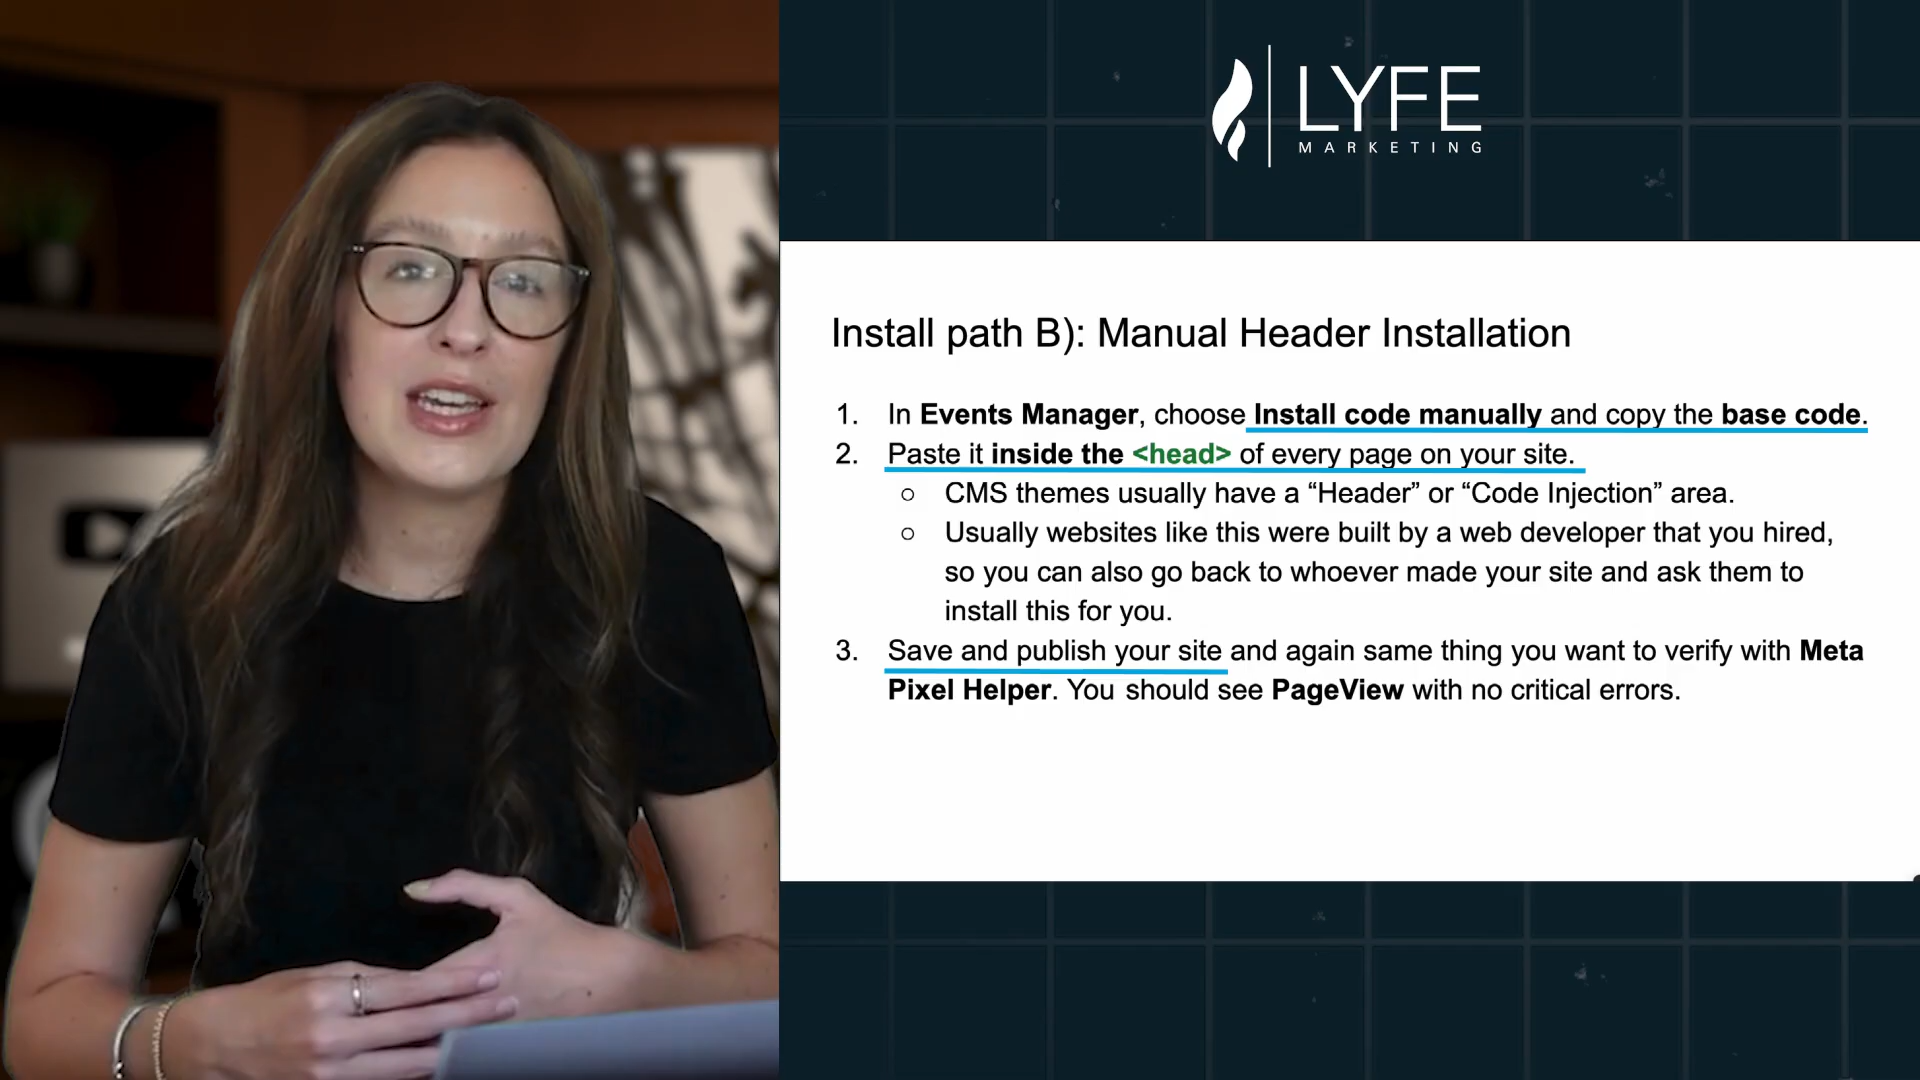 LYFE
MARKETING
Install path B): Manual Header Installation
1. In Events Manager, choose Install code manually and copy the base code.
2. Paste it inside the <head> of every page on your site.
○ CMS themes usually have a “Header” or “Code Injection” area.
○ Usually websites like this were built by a web developer that you hired,
so you can also go back to whoever made your site and ask them to
install this for you.
3. Save and publish your site and again same thing you want to verify with Meta
Pixel Helper. You should see PageView with no critical errors.